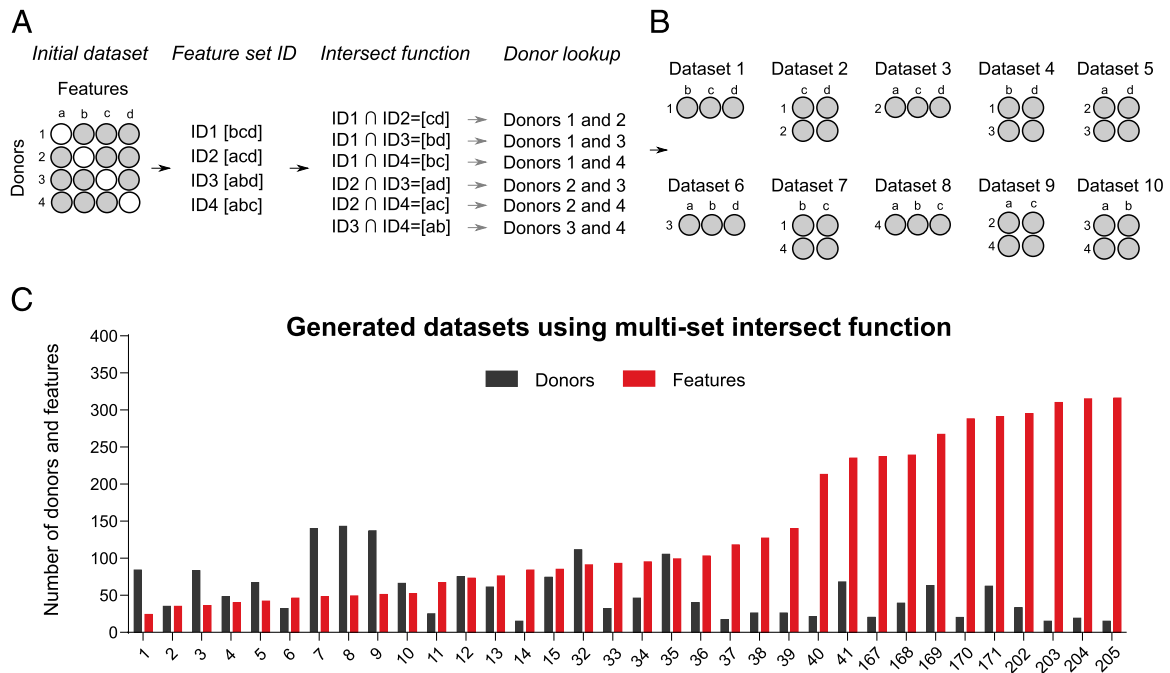 A
Initial dataset
Feature set ID
Intersect function
Donor lookup
Features
a b c d
Donors
1
2
3
4
ID1 [bcd]
ID2 [acd]
ID3 [abd]
ID4 [abc]
ID1 ∩ ID2=[cd]
ID1 ∩ ID3=[bd]
ID1 ∩ ID4=[bc]
ID2 ∩ ID3=[ad]
ID2 ∩ ID4=[ac]
ID3 ∩ ID4=[ab]
Donors 1 and 2
Donors 1 and 3
Donors 1 and 4
Donors 2 and 3
Donors 2 and 4
Donors 3 and 4
B
Dataset 1
b c d
1
Dataset 2
c d
1
2
Dataset 3
a c d
2
Dataset 4
b d
1
3
Dataset 5
a d
2
3
Dataset 6
a b d
3
Dataset 7
b c
1
4
Dataset 8
a b c
4
Dataset 9
a c
2
4
Dataset 10
a b
3
4
C
Generated datasets using multi-set intersect function
Donors
Features
Number of donors and features
400
350
300
250
200
150
100
50
0
1 2 3 4 5 6 7 8 9 10 11 12 13 14 15 32 33 34 35 36 37 38 39 40 41 167 168 169 170 171 202 203 204 205